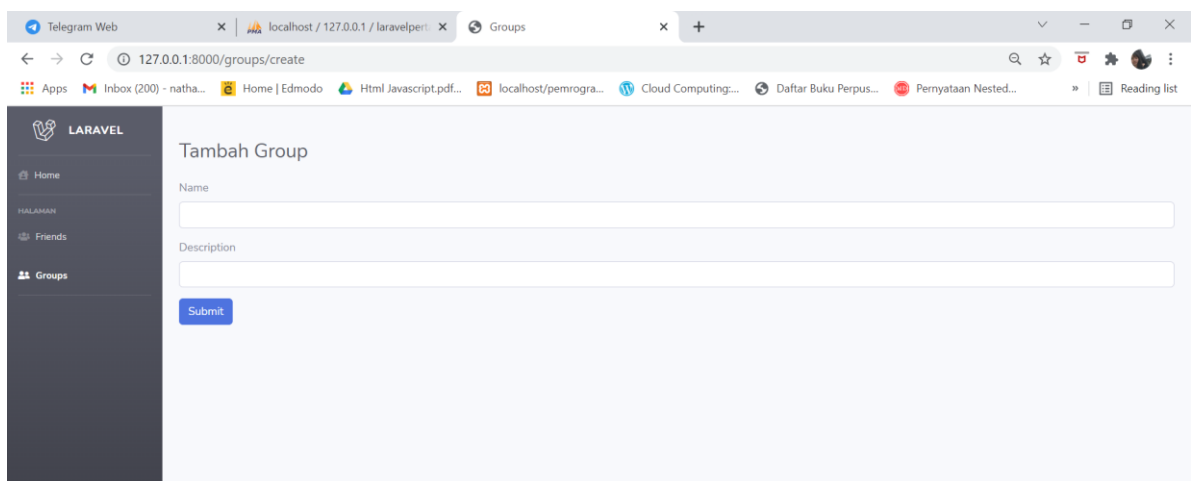 Telegram Web
localhost / 127.0.0.1 / laravelpert
Groups
127.0.0.1:8000/groups/create
Apps
Inbox (200) - natha...
Home | Edmodo
Html Javascript.pdf...
localhost/pemrogra...
Cloud Computing:...
Daftar Buku Perpus...
Pernyataan Nested...
»
Reading list
LARAVEL
Home
HALAMAN
Friends
Groups
Tambah Group
Name
Description
Submit